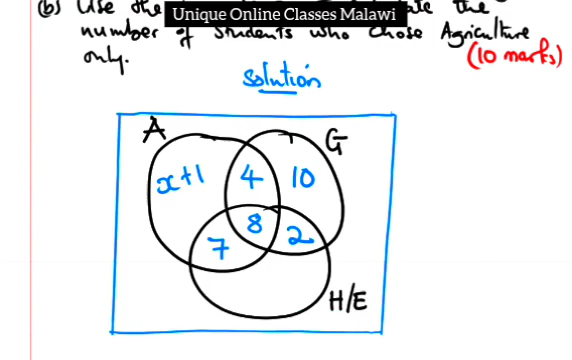 Unique Online Classes Malawi
(b) Use the the
number of students who chose Agriculture
only. (10 marks)
Solution
A G
x+1 4 10
8
7 2
H/E